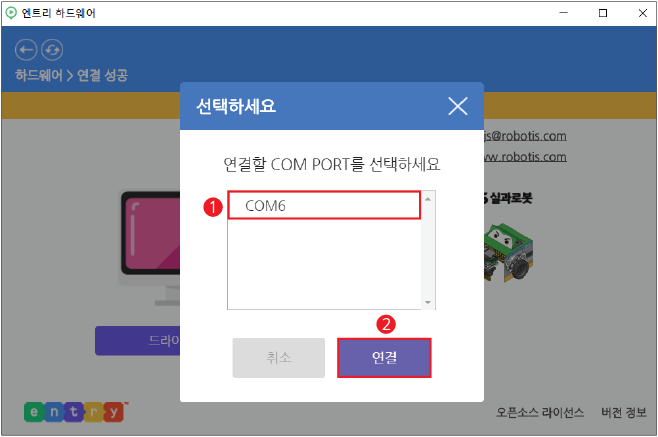 엔트리 하드웨어
하드웨어 > 연결 성공
선택하세요
js@robotis.com
연결할 COM PORT를 선택하세요
www.robotis.com
실과로봇
1
COM6
2
드라이
취소
연결
entry™
오픈소스 라이선스
버전 정보